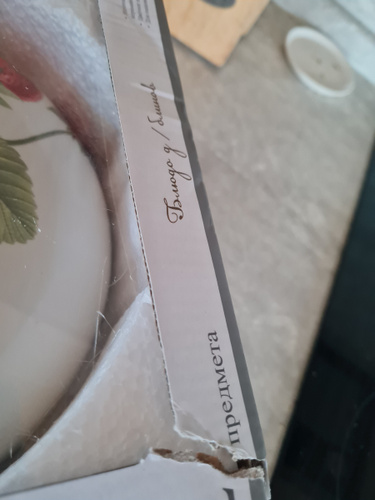 Блюдо д/блинов
предмета